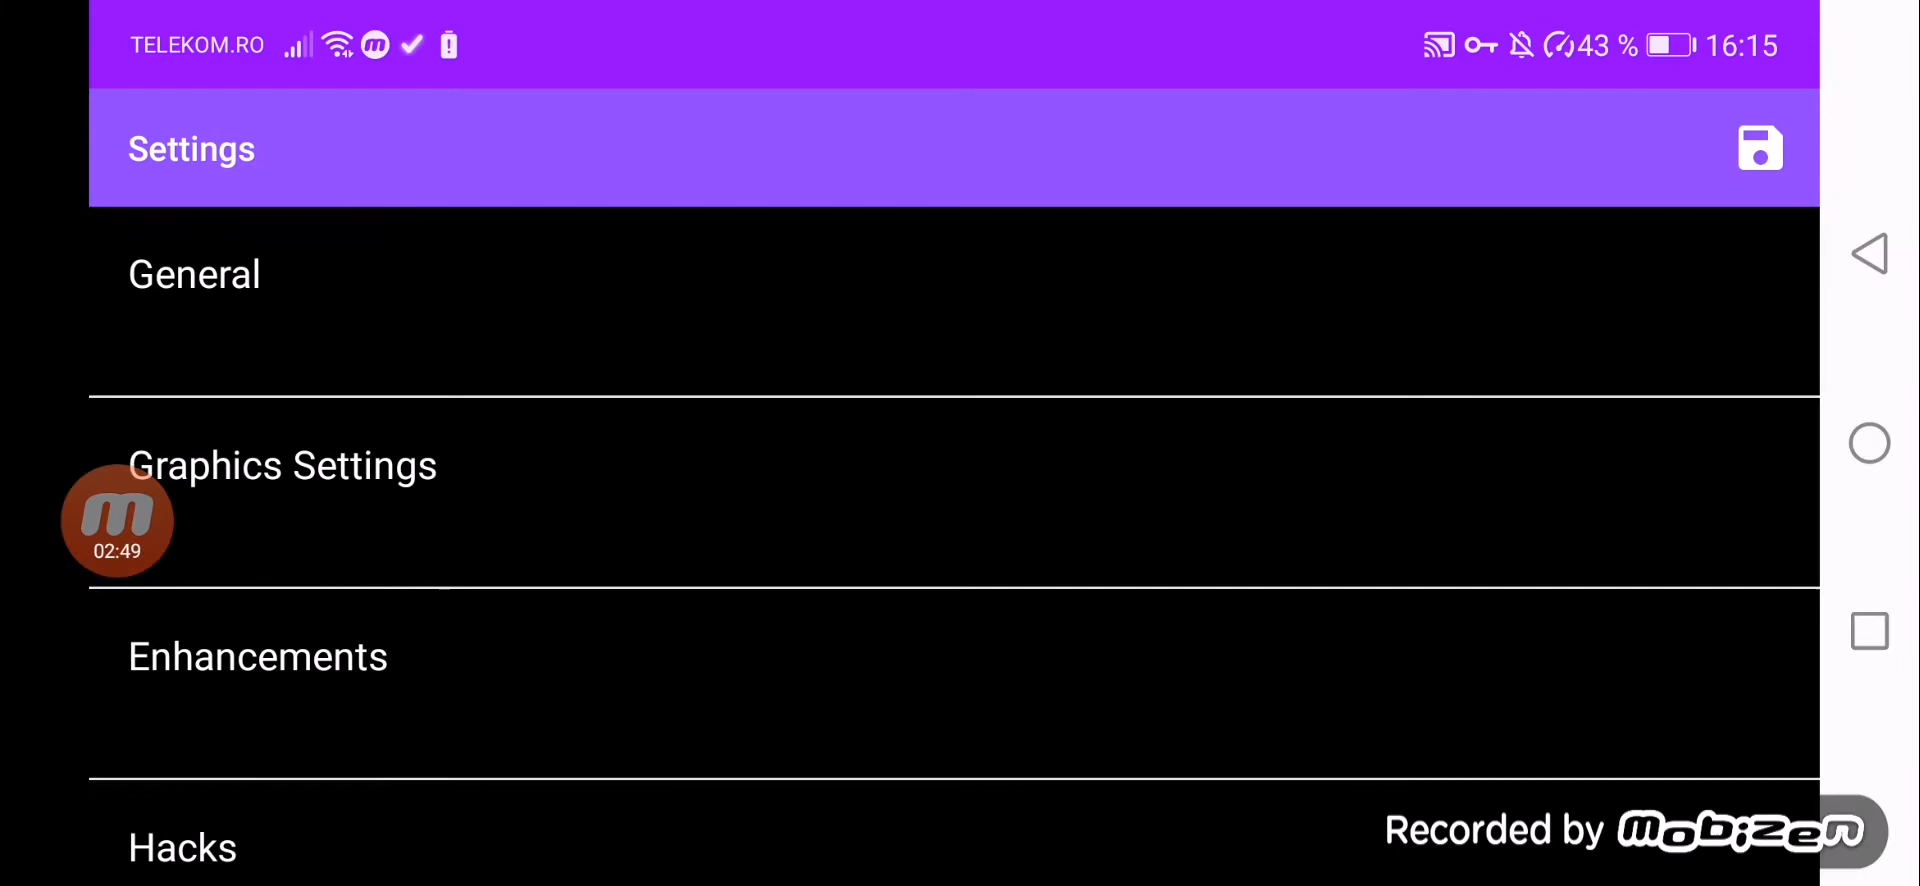 TELEKOM.RO 43 % 16:15
Settings
General
Graphics Settings
02:49
Enhancements
Hacks
Recorded by mobizen